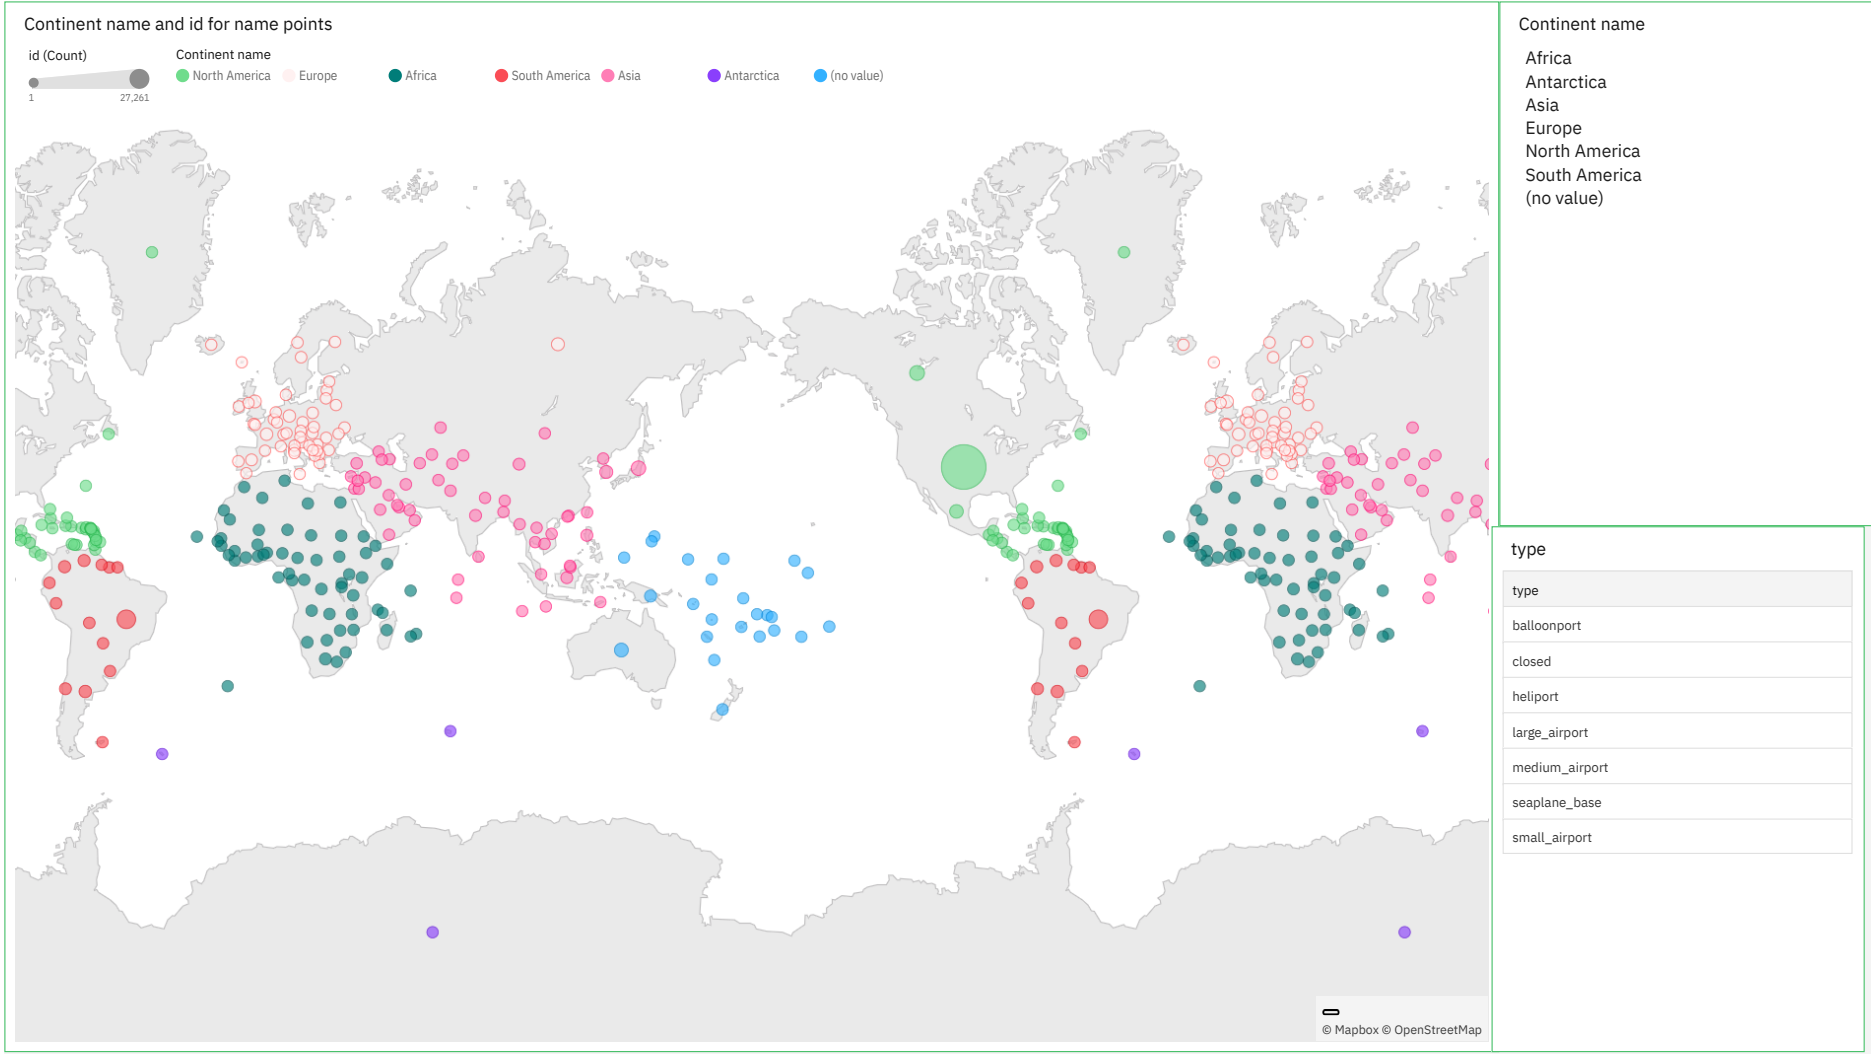 Continent name and id for name points
id (Count)
1
27,261
Continent name
North America
Europe
Africa
South America
Asia
Antarctica
(no value)
© Mapbox © OpenStreetMap
Continent name
Africa
Antarctica
Asia
Europe
North America
South America
(no value)
type
type
balloonport
closed
heliport
large_airport
medium_airport
seaplane_base
small_airport